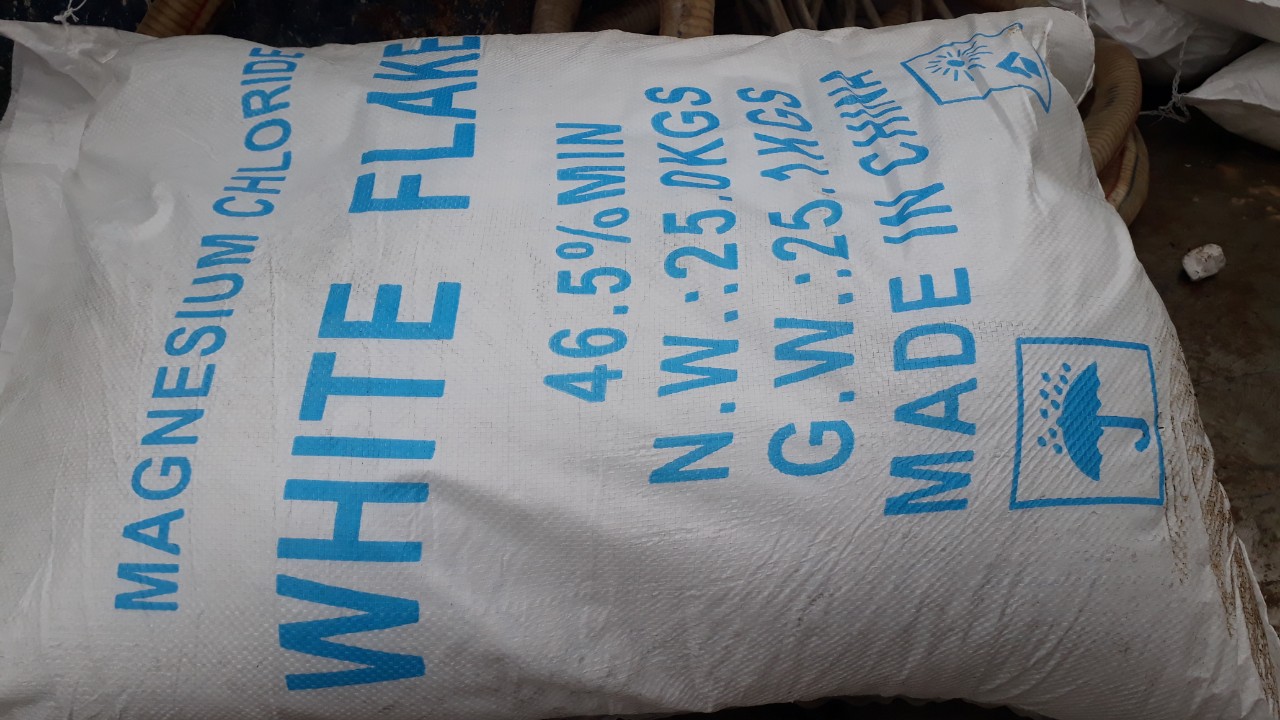 MAGNESIUM CHLORIDE
WHITE FLAKE
46.5%MIN
N.W.:25.0KGS
G.W.:25.1KGS
MADE IN CHINA